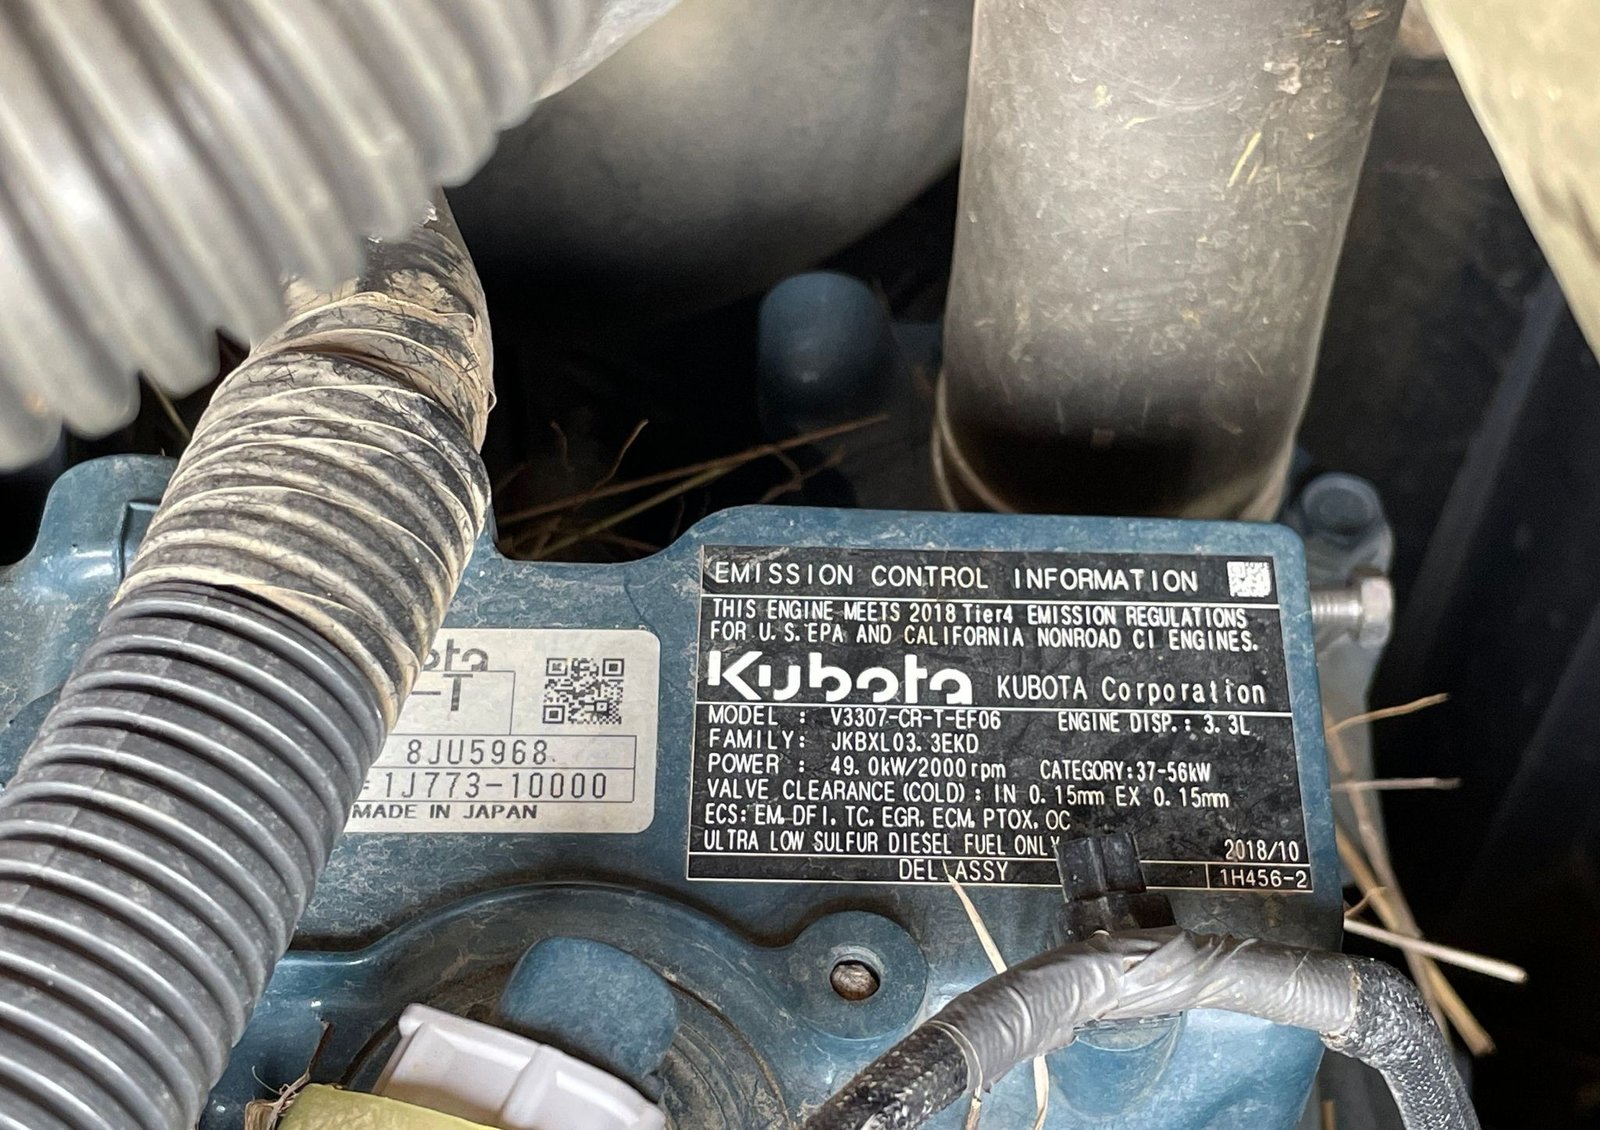 -T
8JU5968
1J773-10000
MADE IN JAPAN
EMISSION CONTROL INFORMATION
THIS ENGINE MEETS 2018 Tier4 EMISSION REGULATIONS
FOR U.S. EPA AND CALIFORNIA NONROAD CI ENGINES.
Kubota KUBOTA Corporation
MODEL : V3307-CR-T-EF06 ENGINE DISP.: 3.3L
FAMILY: JKBXL03.3EKD
POWER : 49.0kW/2000rpm CATEGORY:37-56kW
VALVE CLEARANCE (COLD) : IN 0.15mm EX 0.15mm
ECS: EM, DFI, TC, EGR, ECM, PTOX, OC
ULTRA LOW SULFUR DIESEL FUEL ONLY 2018/10
DEL ASSY 1H456-2